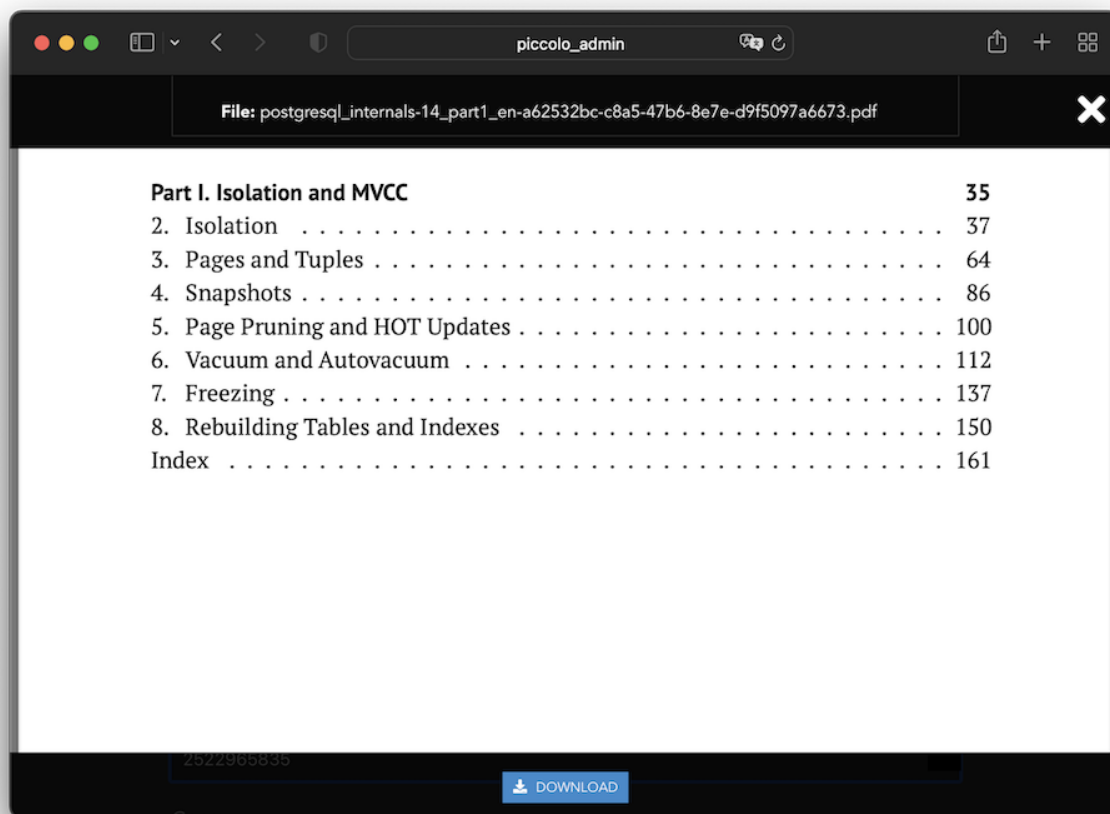 piccolo_admin
File: postgresql_internals-14_part1_en-a62532bc-c8a5-47b6-8e7e-d9f5097a6673.pdf
Part I. Isolation and MVCC 35
2. Isolation . . . . . . . . . . . . . . . . . . . . . . . . . . . . . . . . . . . . 37
3. Pages and Tuples . . . . . . . . . . . . . . . . . . . . . . . . . . . . . . . . 64
4. Snapshots . . . . . . . . . . . . . . . . . . . . . . . . . . . . . . . . . . . . 86
5. Page Pruning and HOT Updates . . . . . . . . . . . . . . . . . . . . . . . . 100
6. Vacuum and Autovacuum . . . . . . . . . . . . . . . . . . . . . . . . . . . 112
7. Freezing . . . . . . . . . . . . . . . . . . . . . . . . . . . . . . . . . . . . . 137
8. Rebuilding Tables and Indexes . . . . . . . . . . . . . . . . . . . . . . . . 150
Index . . . . . . . . . . . . . . . . . . . . . . . . . . . . . . . . . . . . . . . . 161
2522965835
DOWNLOAD